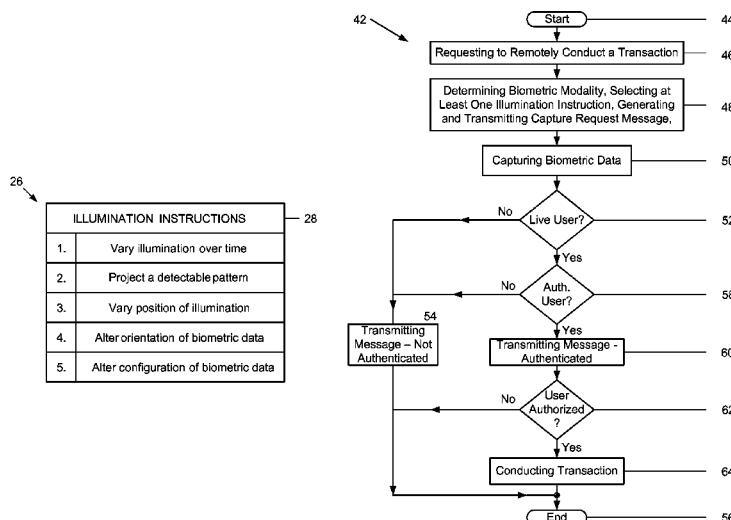 26
ILLUMINATION INSTRUCTIONS
28
1. Vary illumination over time
2. Project a detectable pattern
3. Vary position of illumination
4. Alter orientation of biometric data
5. Alter configuration of biometric data
42
Start
44
Requesting to Remotely Conduct a Transaction
46
Determining Biometric Modality, Selecting at
Least One Illumination Instruction, Generating
and Transmitting Capture Request Message,
48
Capturing Biometric Data
50
No
Live User?
52
Yes
No
Auth.
User?
58
54
Yes
Transmitting
Message – Not
Authenticated
Transmitting Message -
Authenticated
60
No
User
Authorized
?
62
Yes
Conducting Transaction
64
End
56